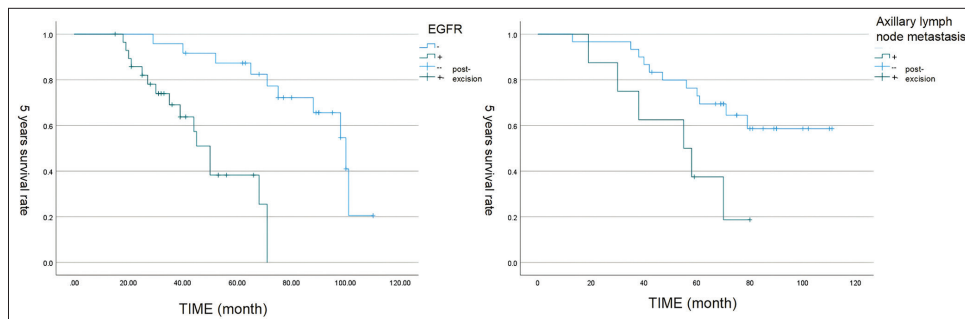 EGFR
-
+
-- post-
+ excision
1.0
0.8
0.6
0.4
0.2
0.0
5 years survival rate
.00 20.00 40.00 60.00 80.00 100.00 120.00
TIME (month)
Axillary lymph
node metastasis
+
-- post-
+ excision
1.0
0.8
0.6
0.4
0.2
0.0
5 years survival rate
0 20 40 60 80 100 120
TIME (month)